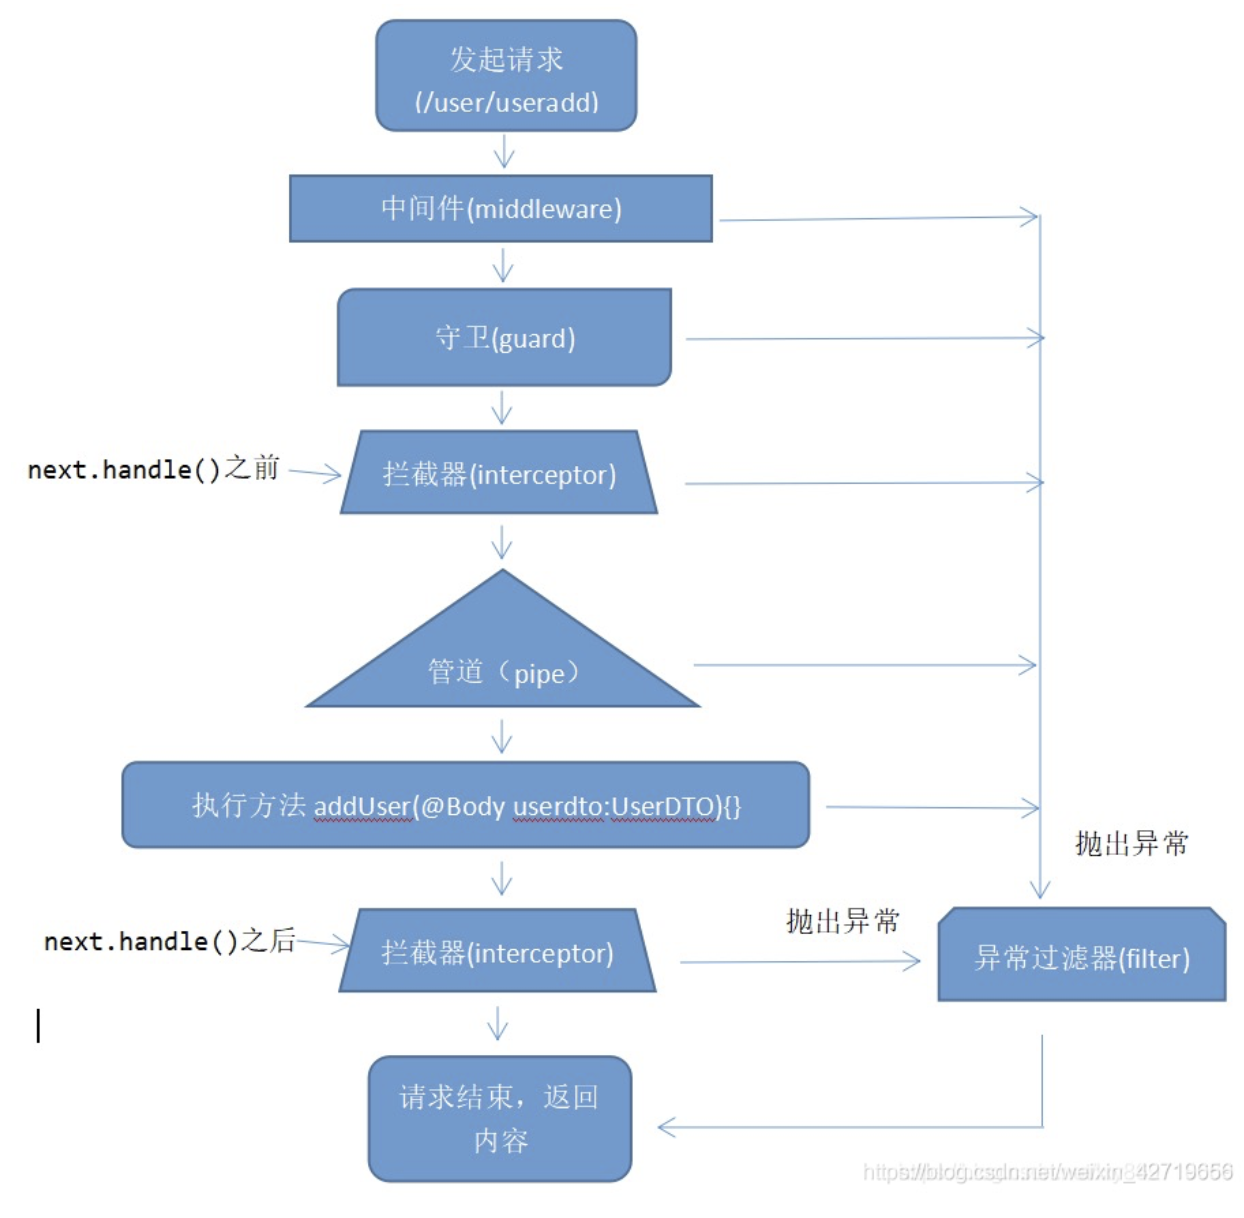 发起请求
(/user/useradd)
中间件(middleware)
守卫(guard)
next.handle()之前
拦截器(interceptor)
管道（pipe）
执行方法 addUser(@Body userdto:UserDTO){}
抛出异常
next.handle()之后
拦截器(interceptor)
抛出异常
异常过滤器(filter)
请求结束，返回
内容
https://blog.csdn.net/weixin_42719656